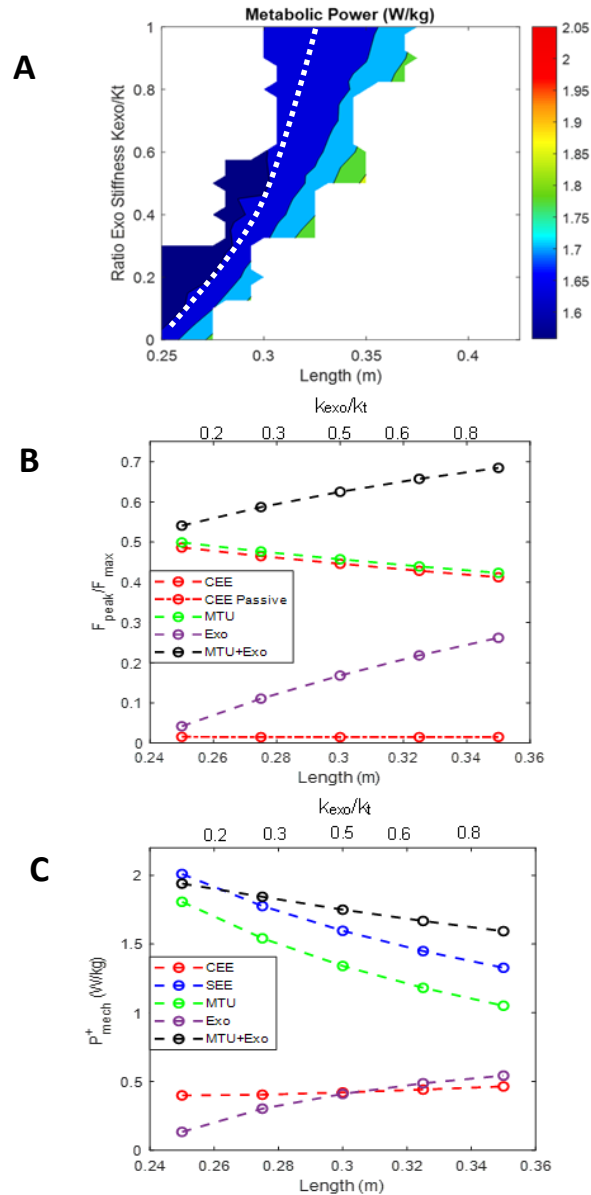 Metabolic Power (W/kg)
A
Ratio Exo Stiffness Kexo/Kt
1
0.8
0.6
0.4
0.2
0
0.25
0.3
0.35
0.4
Length (m)
2.05
2
1.95
1.9
1.85
1.8
1.75
1.7
1.65
1.6
B
kexo/kt
0.2
0.3
0.5
0.6
0.8
Fpeak/Fmax
0.7
0.6
0.5
0.4
0.3
0.2
0.1
0
CEE
CEE Passive
MTU
Exo
MTU+Exo
0.24
0.26
0.28
0.3
0.32
0.34
0.36
Length (m)
C
kexo/kt
0.2
0.3
0.5
0.6
0.8
P+mech (W/kg)
2
1.5
1
0.5
0
CEE
SEE
MTU
Exo
MTU+Exo
0.24
0.26
0.28
0.3
0.32
0.34
0.36
Length (m)